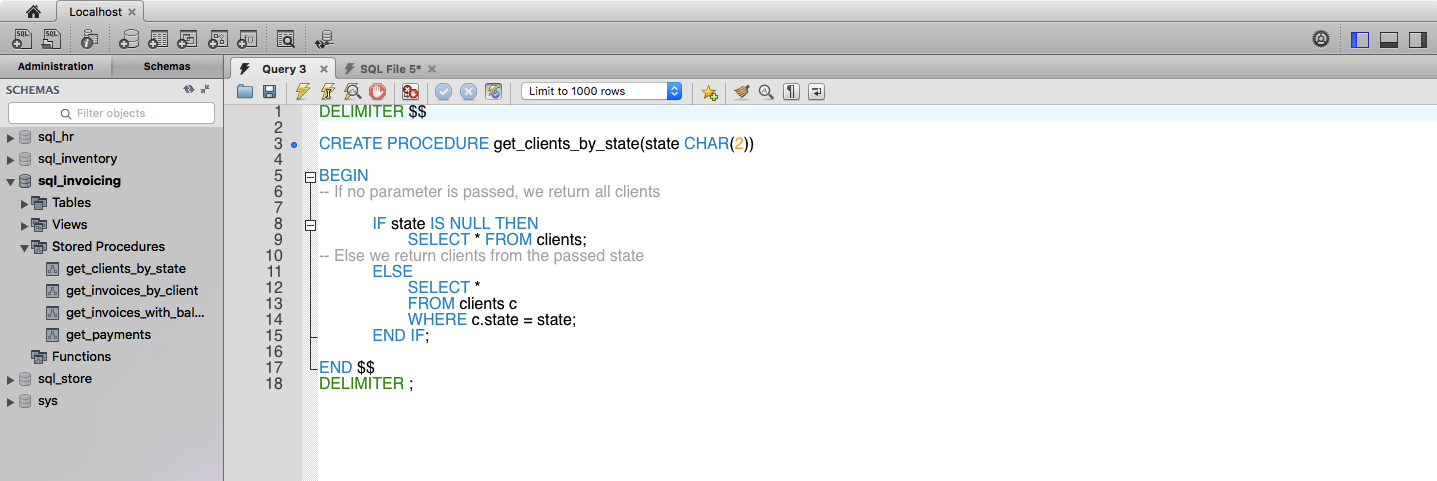 Localhost
Administration Schemas
Query 3 SQL File 5*
SCHEMAS
Limit to 1000 rows
Filter objects
sql_hr
sql_inventory
sql_invoicing
Tables
Views
Stored Procedures
get_clients_by_state
get_invoices_by_client
get_invoices_with_bal...
get_payments
Functions
sql_store
sys
1 DELIMITER $$
2
3 CREATE PROCEDURE get_clients_by_state(state CHAR(2))
4
5 BEGIN
6 -- If no parameter is passed, we return all clients
7
8 IF state IS NULL THEN
9 SELECT * FROM clients;
10 -- Else we return clients from the passed state
11 ELSE
12 SELECT *
13 FROM clients c
14 WHERE c.state = state;
15 END IF;
16
17 END $$
18 DELIMITER ;